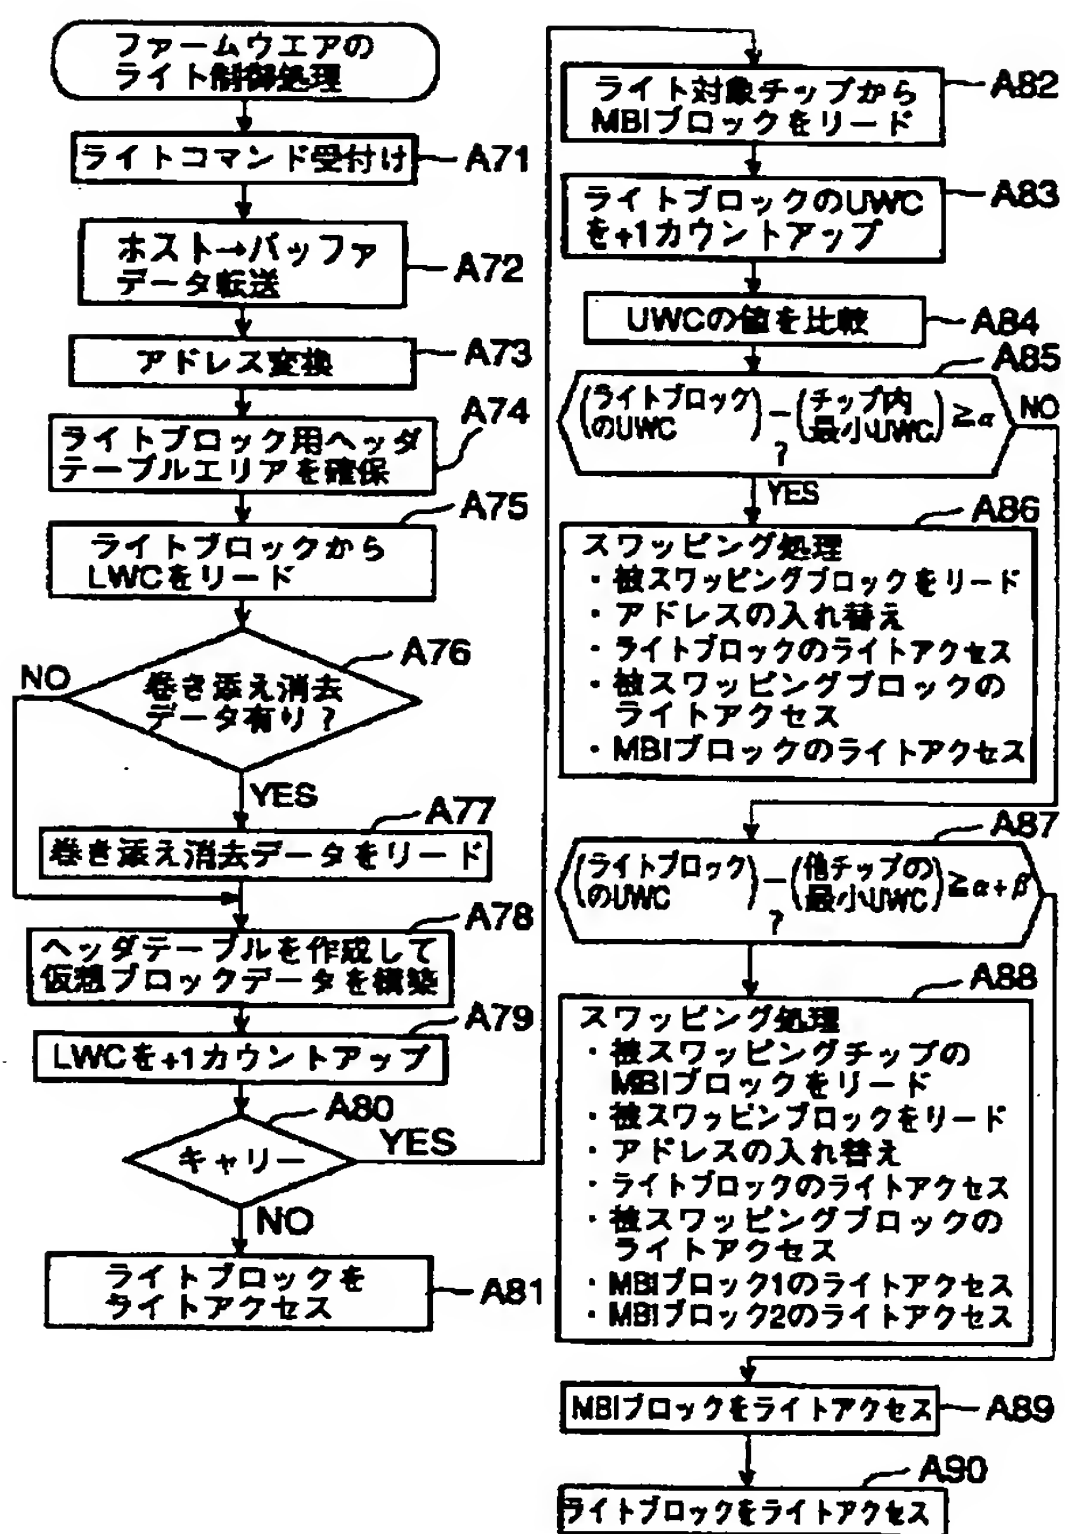 ファームウエアの
ライト制御処理
ライトコマンド受付け
A71
ホスト→バッファ
データ転送
A72
アドレス変換
A73
ライトブロック用ヘッダ
テーブルエリアを確保
A74
ライトブロックから
LWCをリード
A75
巻き添え消去
データ有り?
A76
NO
YES
巻き添え消去データをリード
A77
ヘッダテーブルを作成して
仮想ブロックデータを構築
A78
LWCを+1カウントアップ
A79
キャリー
A80
YES
NO
ライトブロックを
ライトアクセス
A81
ライト対象チップから
MBIブロックをリード
A82
ライトブロックのUWC
を+1カウントアップ
A83
UWCの値を比較
A84
A85
(ライトブロックのUWC)-(チップ内最小UWC)≧α
?
NO
YES
A86
スワッピング処理
・被スワッピングブロックをリード
・アドレスの入れ替え
・ライトブロックのライトアクセス
・被スワッピングブロックの
ライトアクセス
・MBIブロックのライトアクセス
A87
(ライトブロックのUWC)-(他チップの最小UWC)≧α+β
?
A88
スワッピング処理
・被スワッピングチップの
MBIブロックをリード
・被スワッピンブロックをリード
・アドレスの入れ替え
・ライトブロックのライトアクセス
・被スワッピングブロックの
ライトアクセス
・MBIブロック1のライトアクセス
・MBIブロック2のライトアクセス
MBIブロックをライトアクセス
A89
A90
ライトブロックをライトアクセス